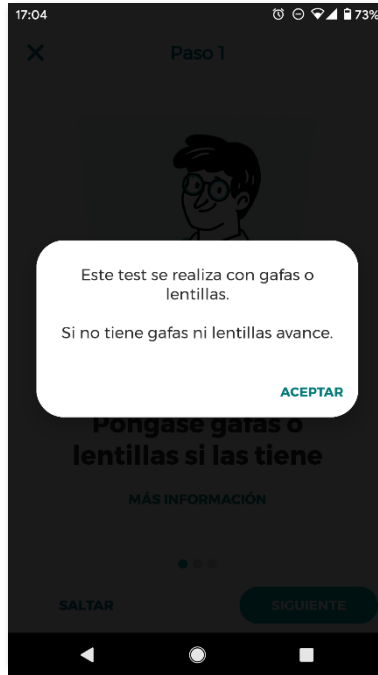 17:04
73%
Paso 1
Este test se realiza con gafas o
lentillas.
Si no tiene gafas ni lentillas avance.
ACEPTAR
Póngase gafas o
lentillas si las tiene
MÁS INFORMACIÓN
SALTAR
SIGUIENTE